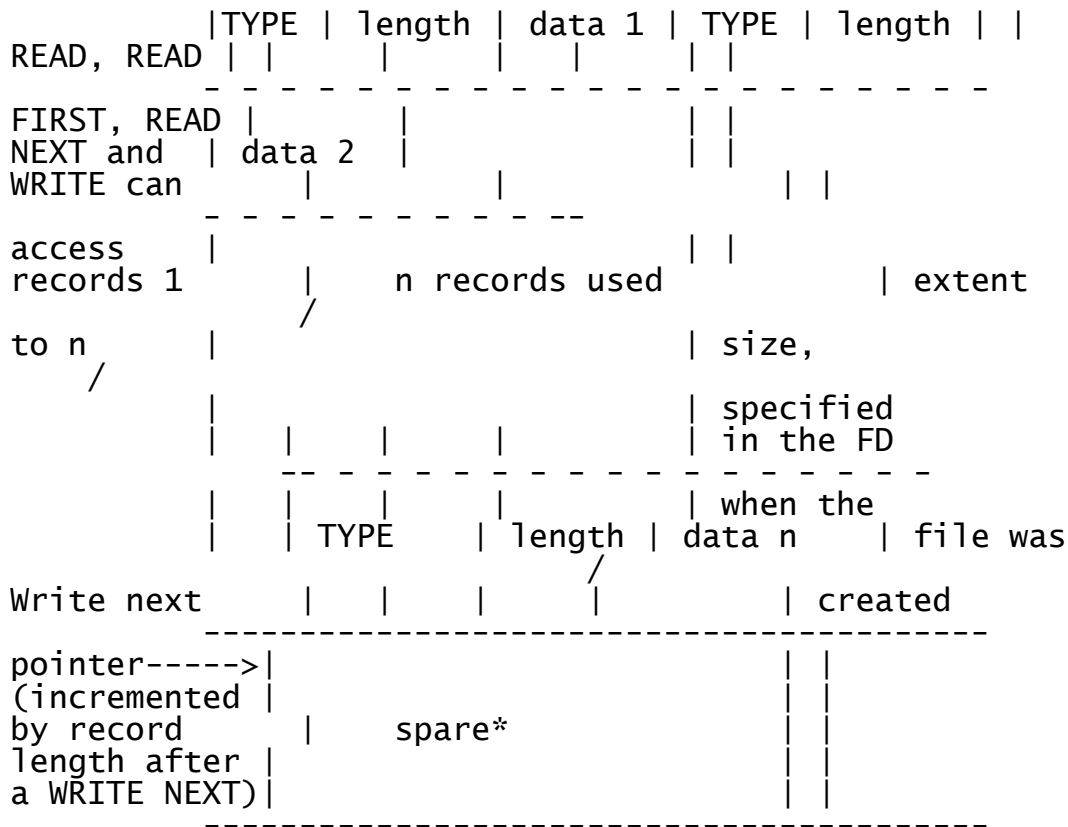 |TYPE | length | data 1 | TYPE | length | |
READ, READ | |      |      |    |      | |
- - - - - - - - - - - - - - - - - - - - -
FIRST, READ |       |               | |
NEXT and  | data 2  |               | |
WRITE can       |         |               | |
- - - - - - - - - - --
access    |                         | |
records 1       |    n records used           | extent
/
to n      |                         | size,
/
|                         | specified
|   |    |     |         | in the FD
-- - - - - - - - - - - - - - - -
|   |    |     |         | when the
|   | TYPE    | length | data n    | file was
/
Write next      |   |    |     |         | created
-----------------------------------------
pointer----->|                           | |
(incremented |                           | |
by record      |    spare*              | |
length after |                           | |
a WRITE NEXT)|                           | |
-----------------------------------------